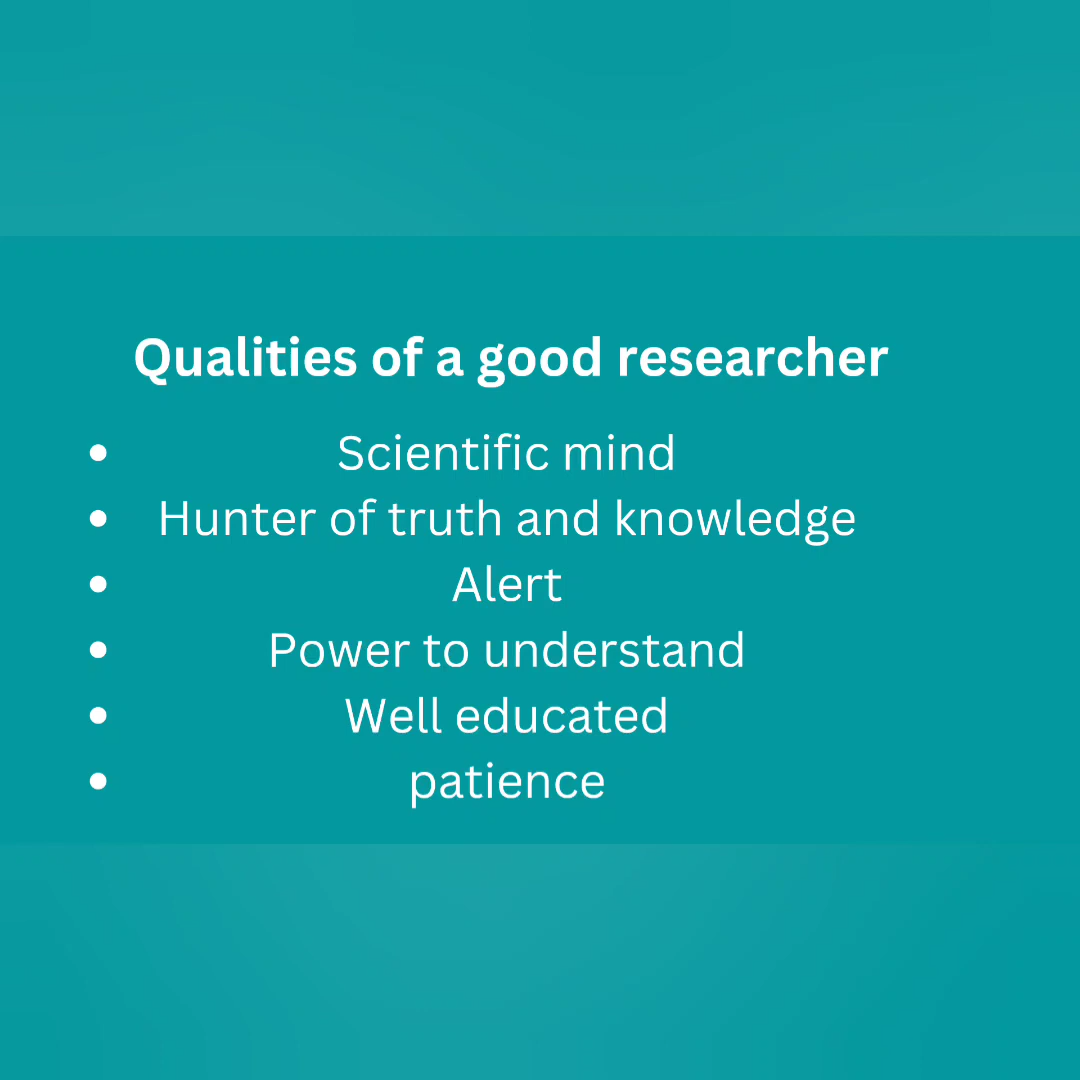 Qualities of a good researcher
• Scientific mind
• Hunter of truth and knowledge
• Alert
• Power to understand
• Well educated
• patience